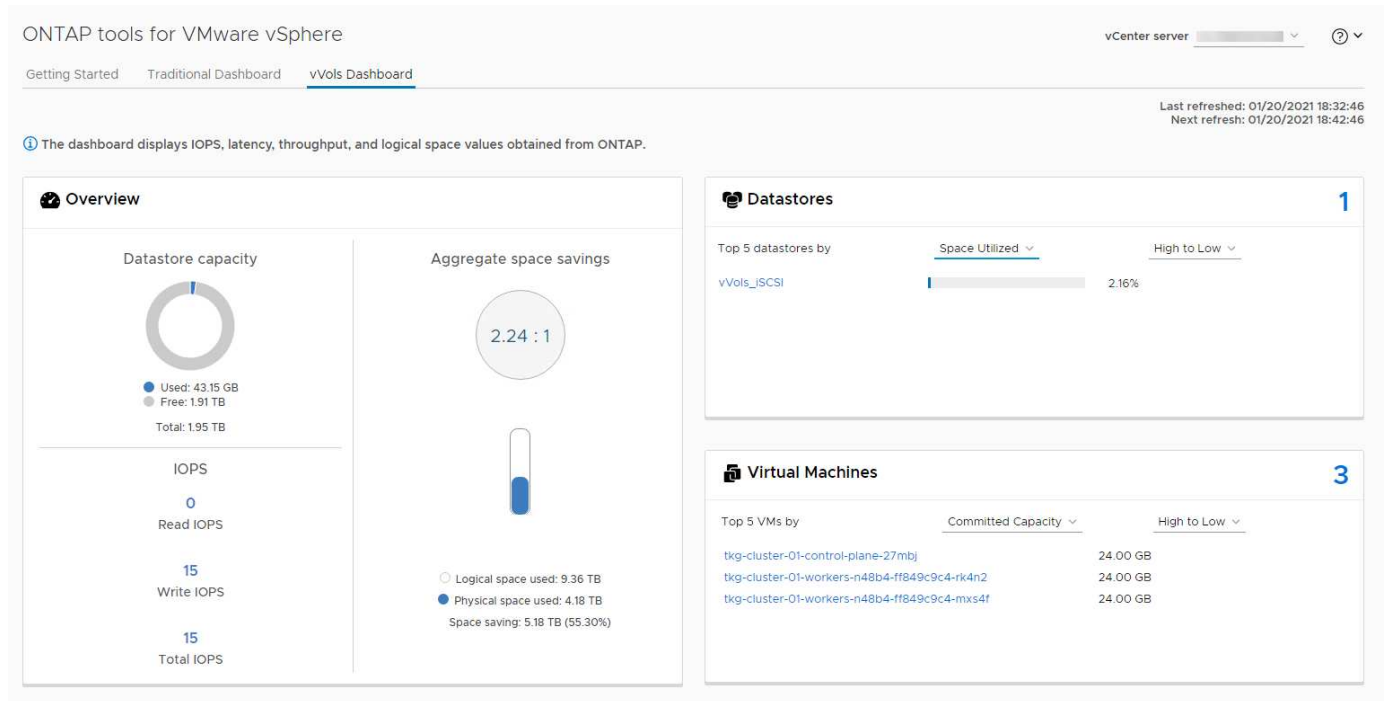 ONTAP tools for VMware vSphere
vCenter server
Getting Started Traditional Dashboard vVols Dashboard
Last refreshed: 01/20/2021 18:32:46
Next refresh: 01/20/2021 18:42:46
The dashboard displays IOPS, latency, throughput, and logical space values obtained from ONTAP.
Overview
Datastore capacity
Used: 43.15 GB
Free: 1.91 TB
Total: 1.95 TB
IOPS
0
Read IOPS
15
Write IOPS
15
Total IOPS
Aggregate space savings
2.24 : 1
Logical space used: 9.36 TB
Physical space used: 4.18 TB
Space saving: 5.18 TB (55.30%)
Datastores 1
Top 5 datastores by Space Utilized High to Low
vVols_iSCSI 2.16%
Virtual Machines 3
Top 5 VMs by Committed Capacity High to Low
tkg-cluster-01-control-plane-27mbj 24.00 GB
tkg-cluster-01-workers-n48b4-ff849c9c4-rk4n2 24.00 GB
tkg-cluster-01-workers-n48b4-ff849c9c4-mxs4f 24.00 GB